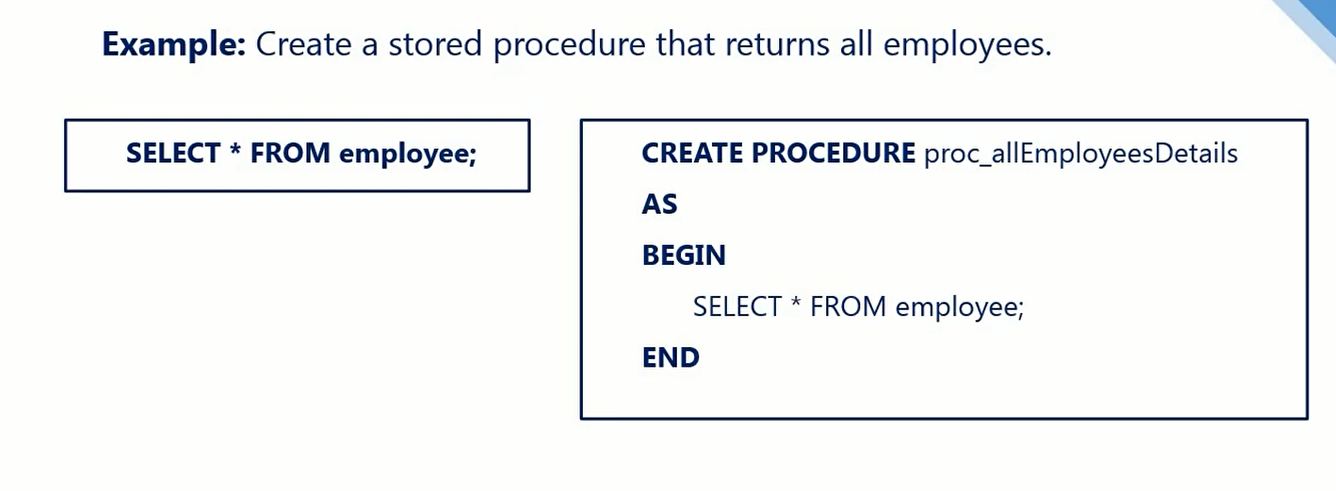 Example: Create a stored procedure that returns all employees.
SELECT * FROM employee;
CREATE PROCEDURE proc_allEmployeesDetails
AS
BEGIN
SELECT * FROM employee;
END